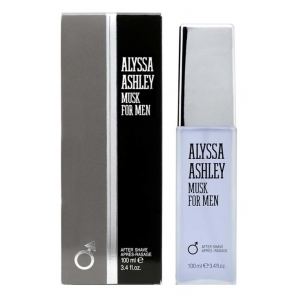 ALYSSA
ASHLEY
MUSK
FOR MEN
AFTER SHAVE
APRÈS-RASAGE
100 ml e
3.4 fl.oz.
ALYSSA
ASHLEY
MUSK
FOR MEN
AFTER SHAVE
APRÈS-RASAGE
100 ml e 3.4 fl.oz.